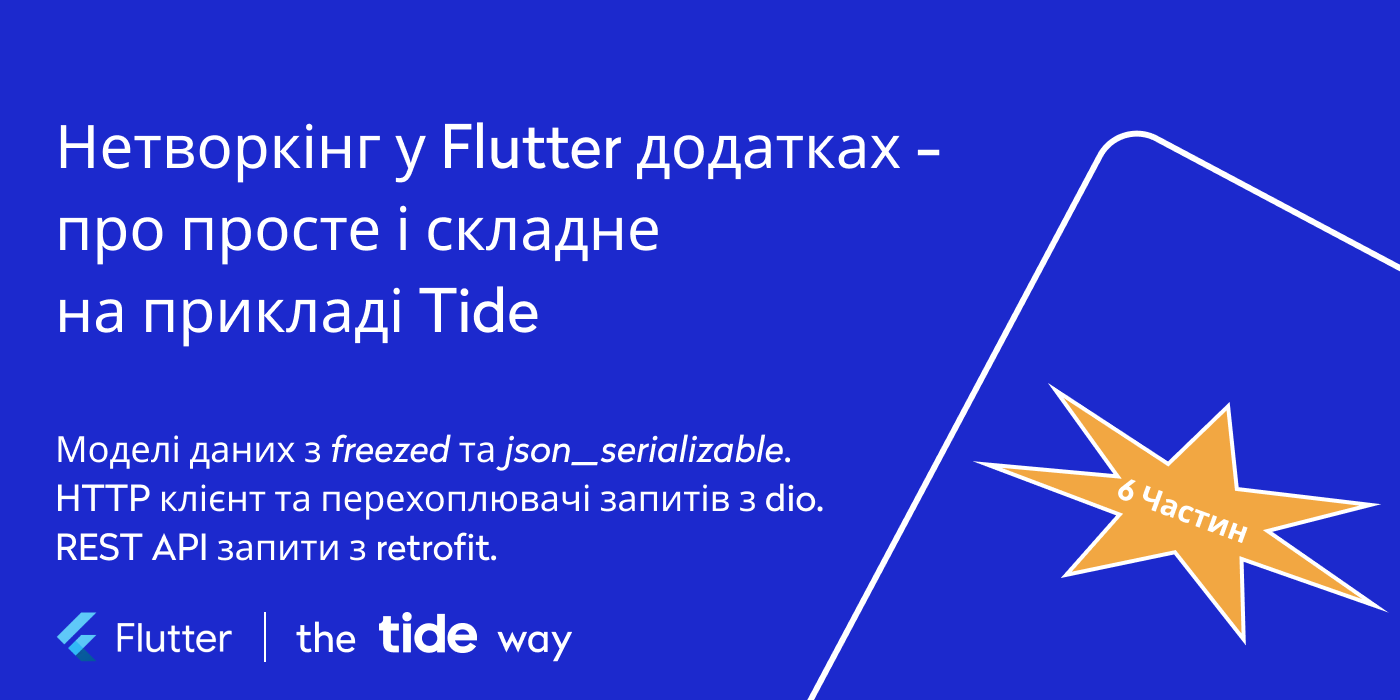 Нетворкінг у Flutter додатках -
про просте і складне
на прикладі Tide
Моделі даних з freezed та json_serializable.
HTTP клієнт та перехоплювачі запитів з dio.
REST API запити з retrofit.
6 Частин
Flutter | the tide way